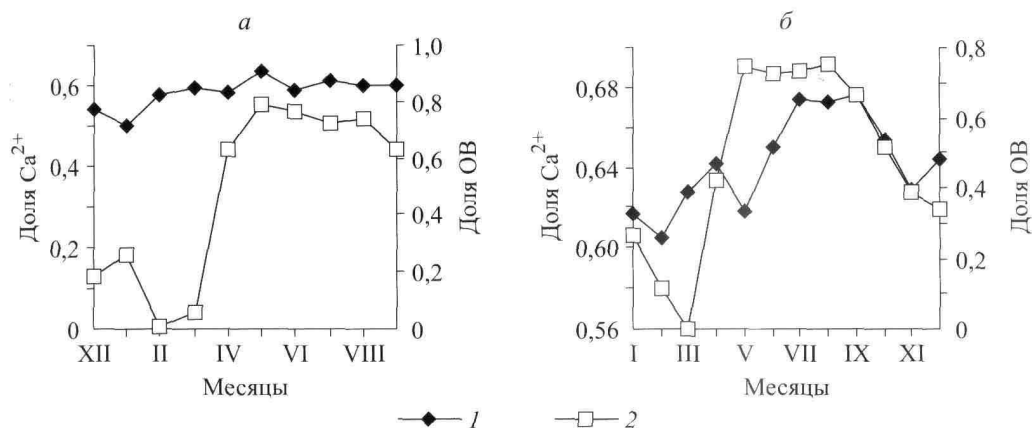 а
б
Доля Ca²⁺
0,6
0,4
0,2
0
1,0
0,8
0,6
0,4
0,2
0
Доля ОВ
XII
II
IV
VI
VIII
Месяцы
Доля Ca²⁺
0,68
0,64
0,60
0,56
0,8
0,6
0,4
0,2
0
Доля ОВ
I
III
V
VII
IX
XI
Месяцы
1
2